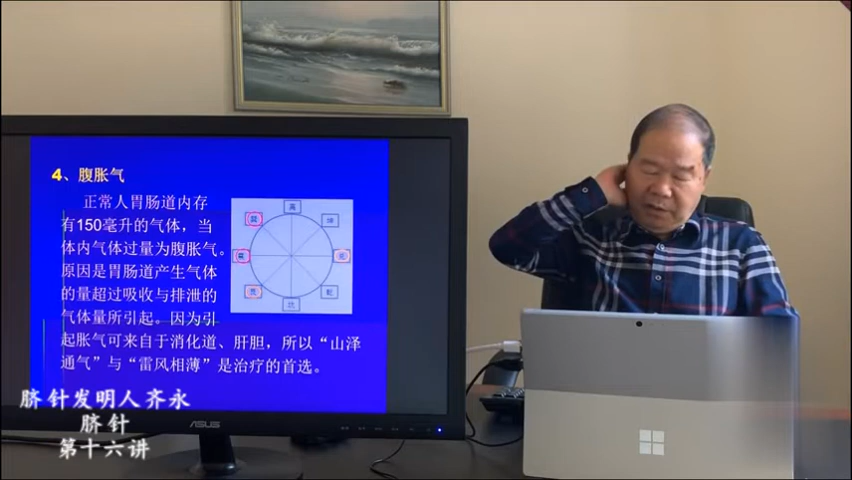 4、腹胀气
正常人胃肠道内存
有150毫升的气体，当
体内气体过量为腹胀气。
原因是胃肠道产生气体
的量超过吸收与排泄的
气体量所引起。因为引
起胀气可来自于消化道、肝胆，所以“山泽
通气”与“雷风相薄”是治疗的首选。
离
巽
坤
震
兑
艮
乾
坎
ASUS
脐针发明人齐永
脐针
第十六讲